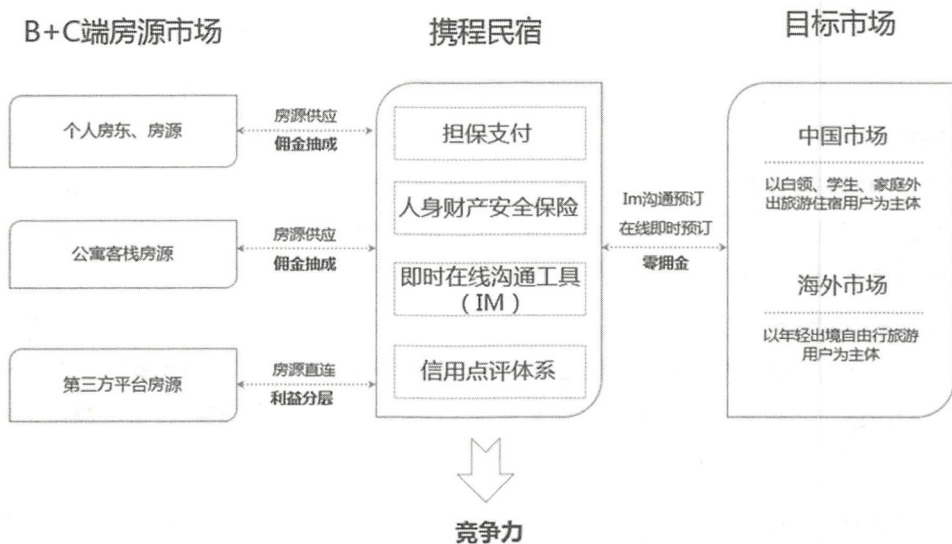 B+C端房源市场
个人房东、房源
公寓客栈房源
第三方平台房源
房源供应
佣金抽成
房源供应
佣金抽成
房源直连
利益分层
携程民宿
担保支付
人身财产安全保险
即时在线沟通工具
（IM）
信用点评体系
竞争力
Im沟通预订
在线即时预订
零拥金
目标市场
中国市场
以白领、学生、家庭外
出旅游住宿用户为主体
海外市场
以年轻出境自由行旅游
用户为主体